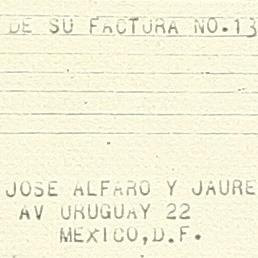 DE SU FACTURA NO.13
JOSE ALFARO Y JAURE
AV URUGUAY 22
MEXICO,D.F.